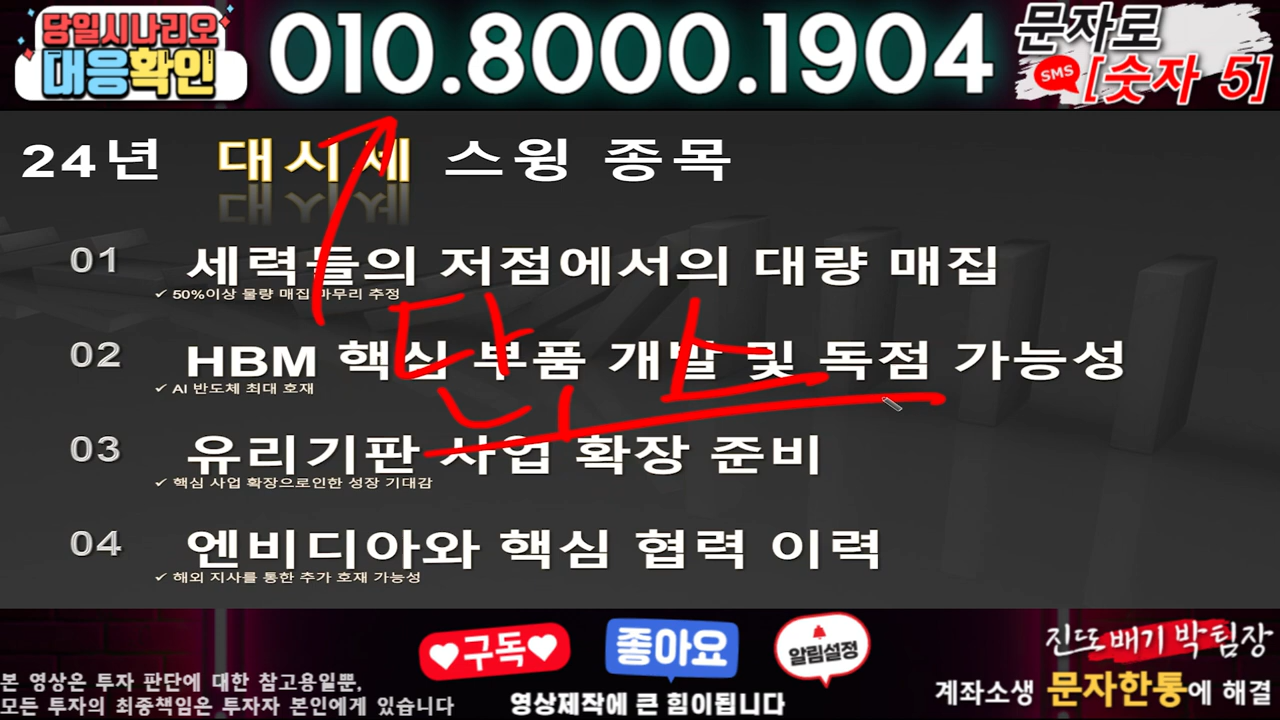 당일시나리오
대응확인
010.8000.1904
문자로
SMS [숫자 5]
24년 대시세 스윙 종목
01 세력들의 저점에서의 대량 매집
✓ 50%이상 물량 매집 마무리 추정
단, 스
02 HBM 핵심 부품 개발 및 독점 가능성
✓ AI 반도체 최대 호재
03 유리기판 사업 확장 준비
✓ 핵심 사업 확장으로인한 성장 기대감
04 엔비디아와 핵심 협력 이력
✓ 해외 지사를 통한 추가 호재 가능성
구독 좋아요 알림설정
영상제작에 큰 힘이됩니다
본 영상은 투자 판단에 대한 참고용일뿐,
모든 투자의 최종책임은 투자자 본인에게 있습니다
진또배기 박팀장
계좌소생 문자한통에 해결